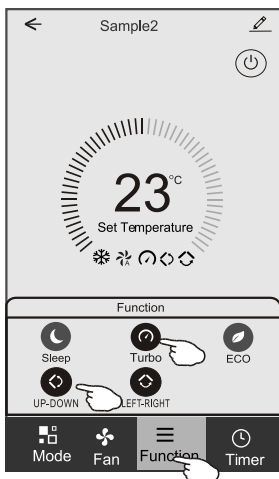 Sample2
23°C
Set Temperature
A
Function
Sleep Turbo ECO
UP-DOWN LEFT-RIGHT
Mode Fan Function Timer